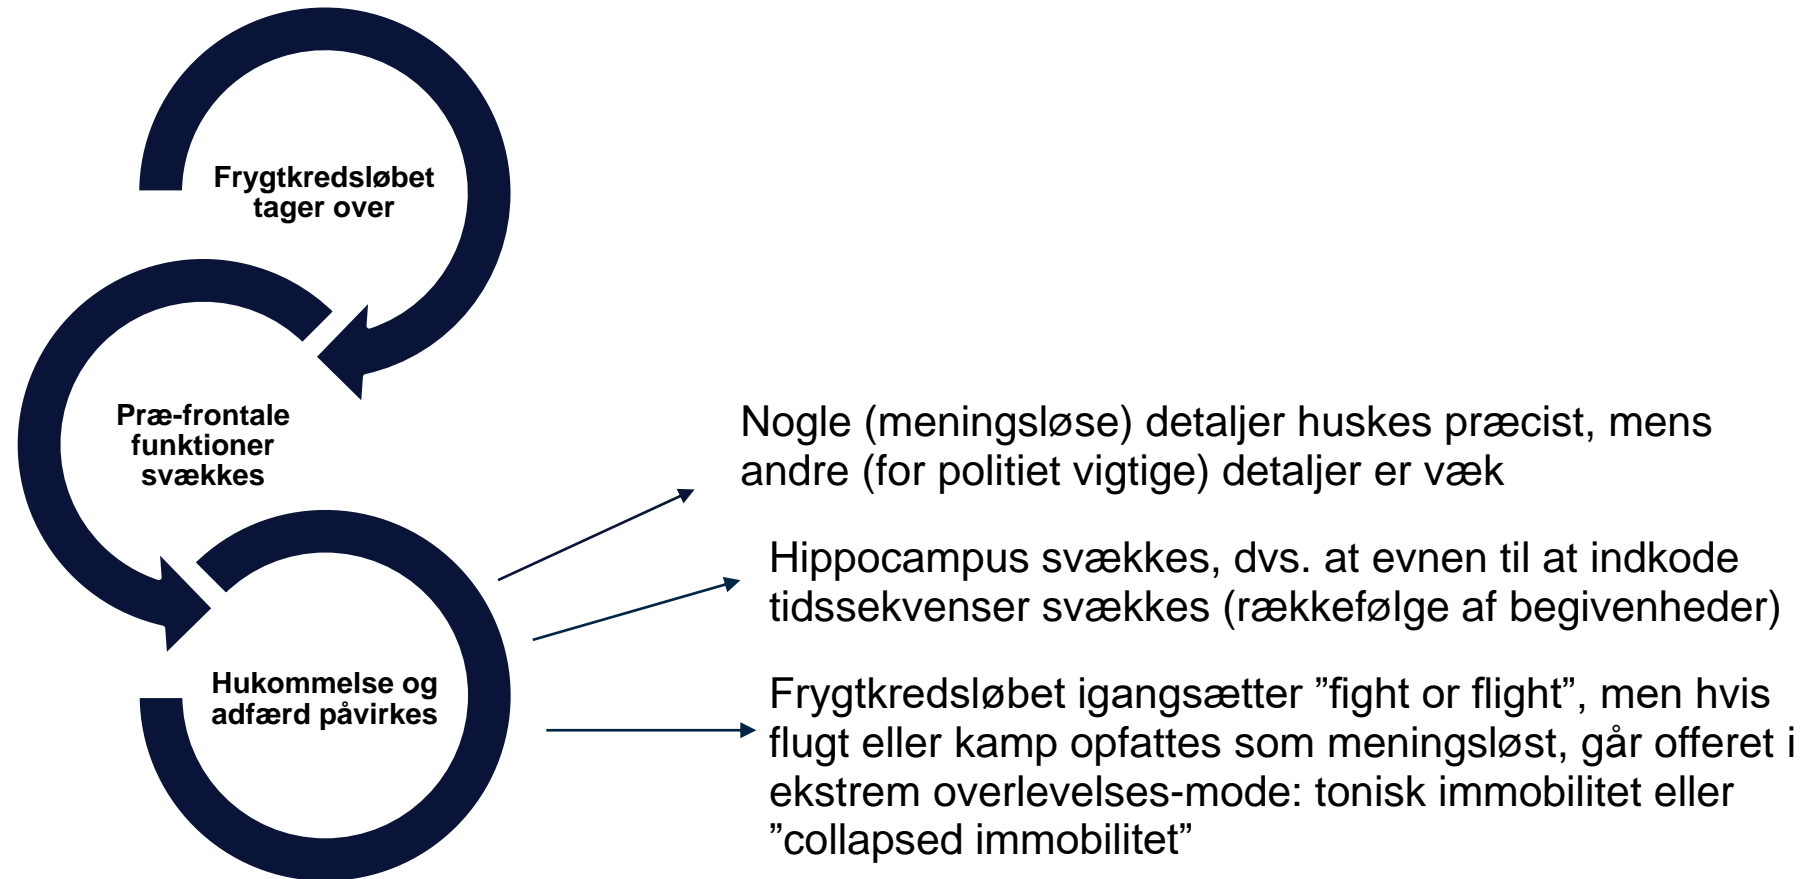 Frygtkredsløbet
tager over
Præ-frontale
funktioner
svækkes
Hukommelse og
adfærd påvirkes
Nogle (meningsløse) detaljer huskes præcist, mens
andre (for politiet vigtige) detaljer er væk
Hippocampus svækkes, dvs. at evnen til at indkode
tidssekvenser svækkes (rækkefølge af begivenheder)
Frygtkredsløbet igangsætter ”fight or flight”, men hvis
flugt eller kamp opfattes som meningsløst, går offeret i
ekstrem overlevelses-mode: tonisk immobilitet eller
”collapsed immobilitet”